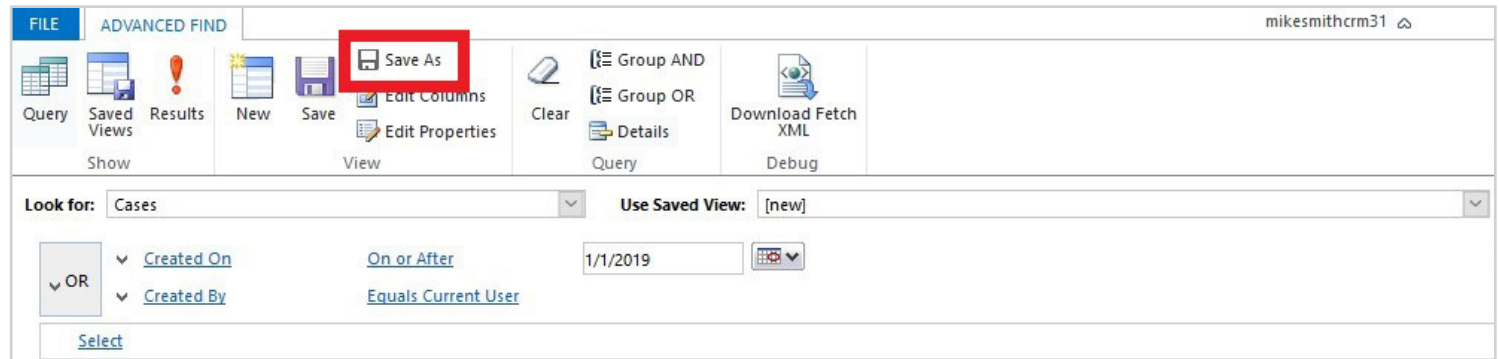 FILE ADVANCED FIND mikesmithcrm31
Save As
Edit Columns
Edit Properties
Group AND
Group OR
Details
Query Saved Views Results New Save Clear Download Fetch XML
Show View Query Debug
Look for: Cases Use Saved View: [new]
OR
Created On On or After 1/1/2019
Created By Equals Current User
Select